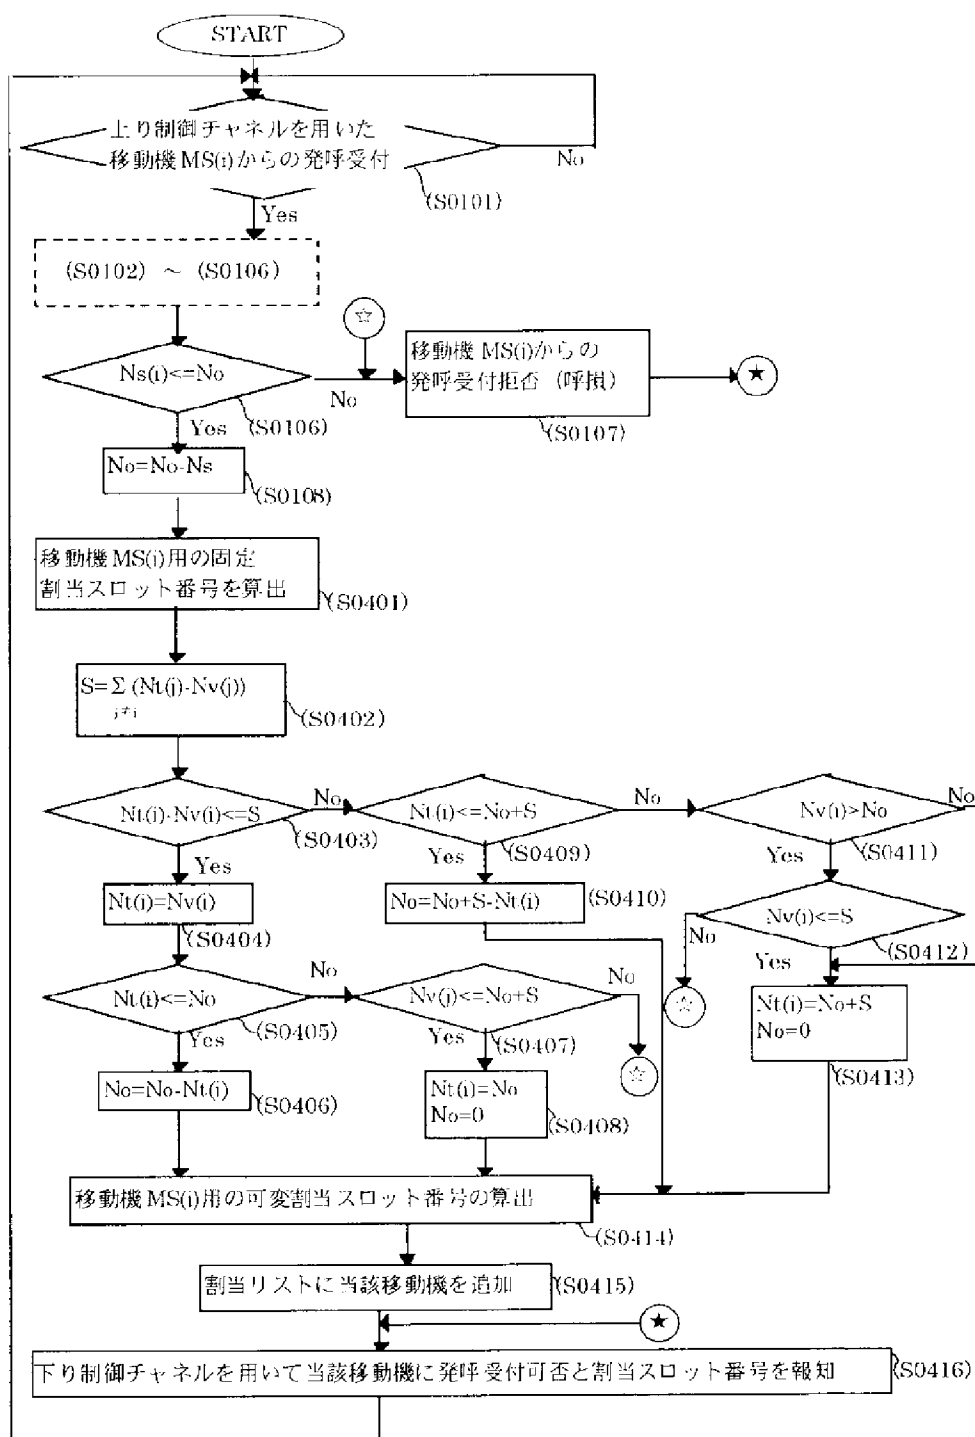 START
上り制御チャネルを用いた
移動機MS(i)からの発呼受付
No
(S0101)
Yes
(S0102) ～ (S0106)
☆
Ns(i)<=No
No
(S0106)
Yes
移動機 MS(i)からの
発呼受付拒否（呼損）
(S0107)
★
No=No-Ns
(S0108)
移動機MS(i)用の固定
割当スロット番号を算出
(S0401)
S=Σ (Nt(j)-Nv(j))
j≠i
(S0402)
Nt(i)-Nv(i)<=S
No
(S0403)
Yes
Nt(i)<=No+S
No
(S0409)
Yes
Nv(i)>No
No
(S0411)
Yes
Nt(i)=Nv(i)
(S0404)
No=No+S-Nt(i)
(S0410)
Nv(i)<=S
No
(S0412)
Yes
☆
Nt(i)<=No
No
(S0405)
Yes
Nv(i)<=No+S
No
(S0407)
Yes
☆
Nt(i)=No+S
No=0
(S0413)
No=No-Nt(i)
(S0406)
Nt(i)=No
No=0
(S0408)
移動機MS(i)用の可変割当スロット番号の算出
(S0414)
割当リストに当該移動機を追加
(S0415)
★
下り制御チャネルを用いて当該移動機に発呼受付可否と割当スロット番号を報知
(S0416)